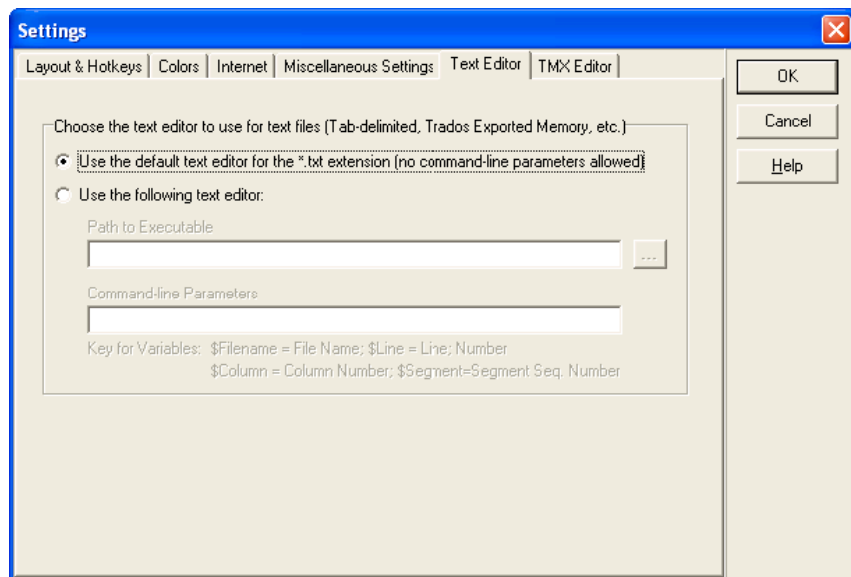 Settings
Layout & Hotkeys Colors Internet Miscellaneous Settings Text Editor TMX Editor
OK
Choose the text editor to use for text files (Tab-delimited, Trados Exported Memory, etc.)
Cancel
Use the default text editor for the *.txt extension (no command-line parameters allowed)
Help
Use the following text editor:
Path to Executable
...
Command-line Parameters
Key for Variables: $Filename = File Name; $Line = Line; Number
$Column = Column Number; $Segment=Segment Seq. Number